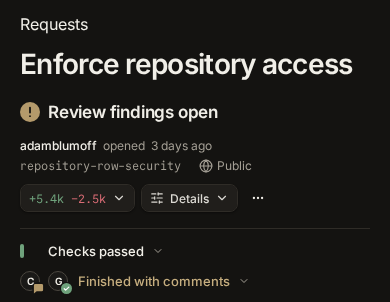 Requests
Enforce repository access
! Review findings open
adamblumoff opened 3 days ago
repository-row-security Public
+5.4k −2.5k Details ···
Checks passed
C G Finished with comments